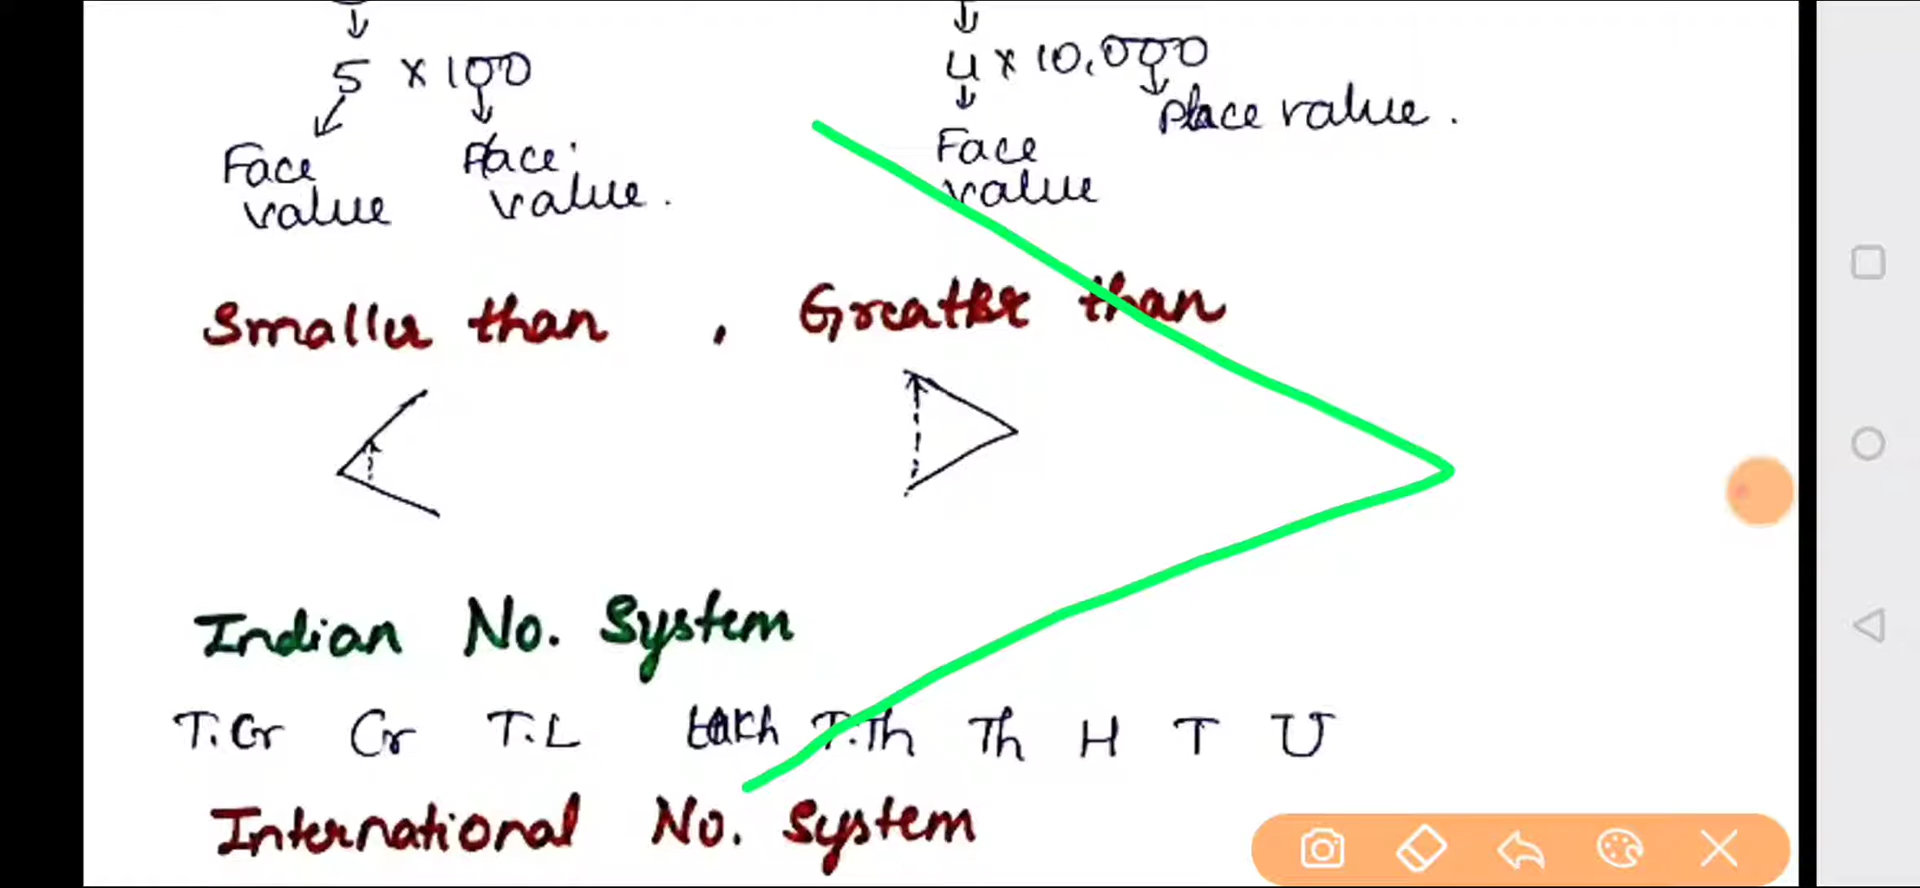 5 × 100
4 × 10,000
Face value
Place value.
Face value
Place value.
Smaller than , Greater than
Indian No. System
T.Cr Cr T.L Lakh T.Th Th H T U
International No. System